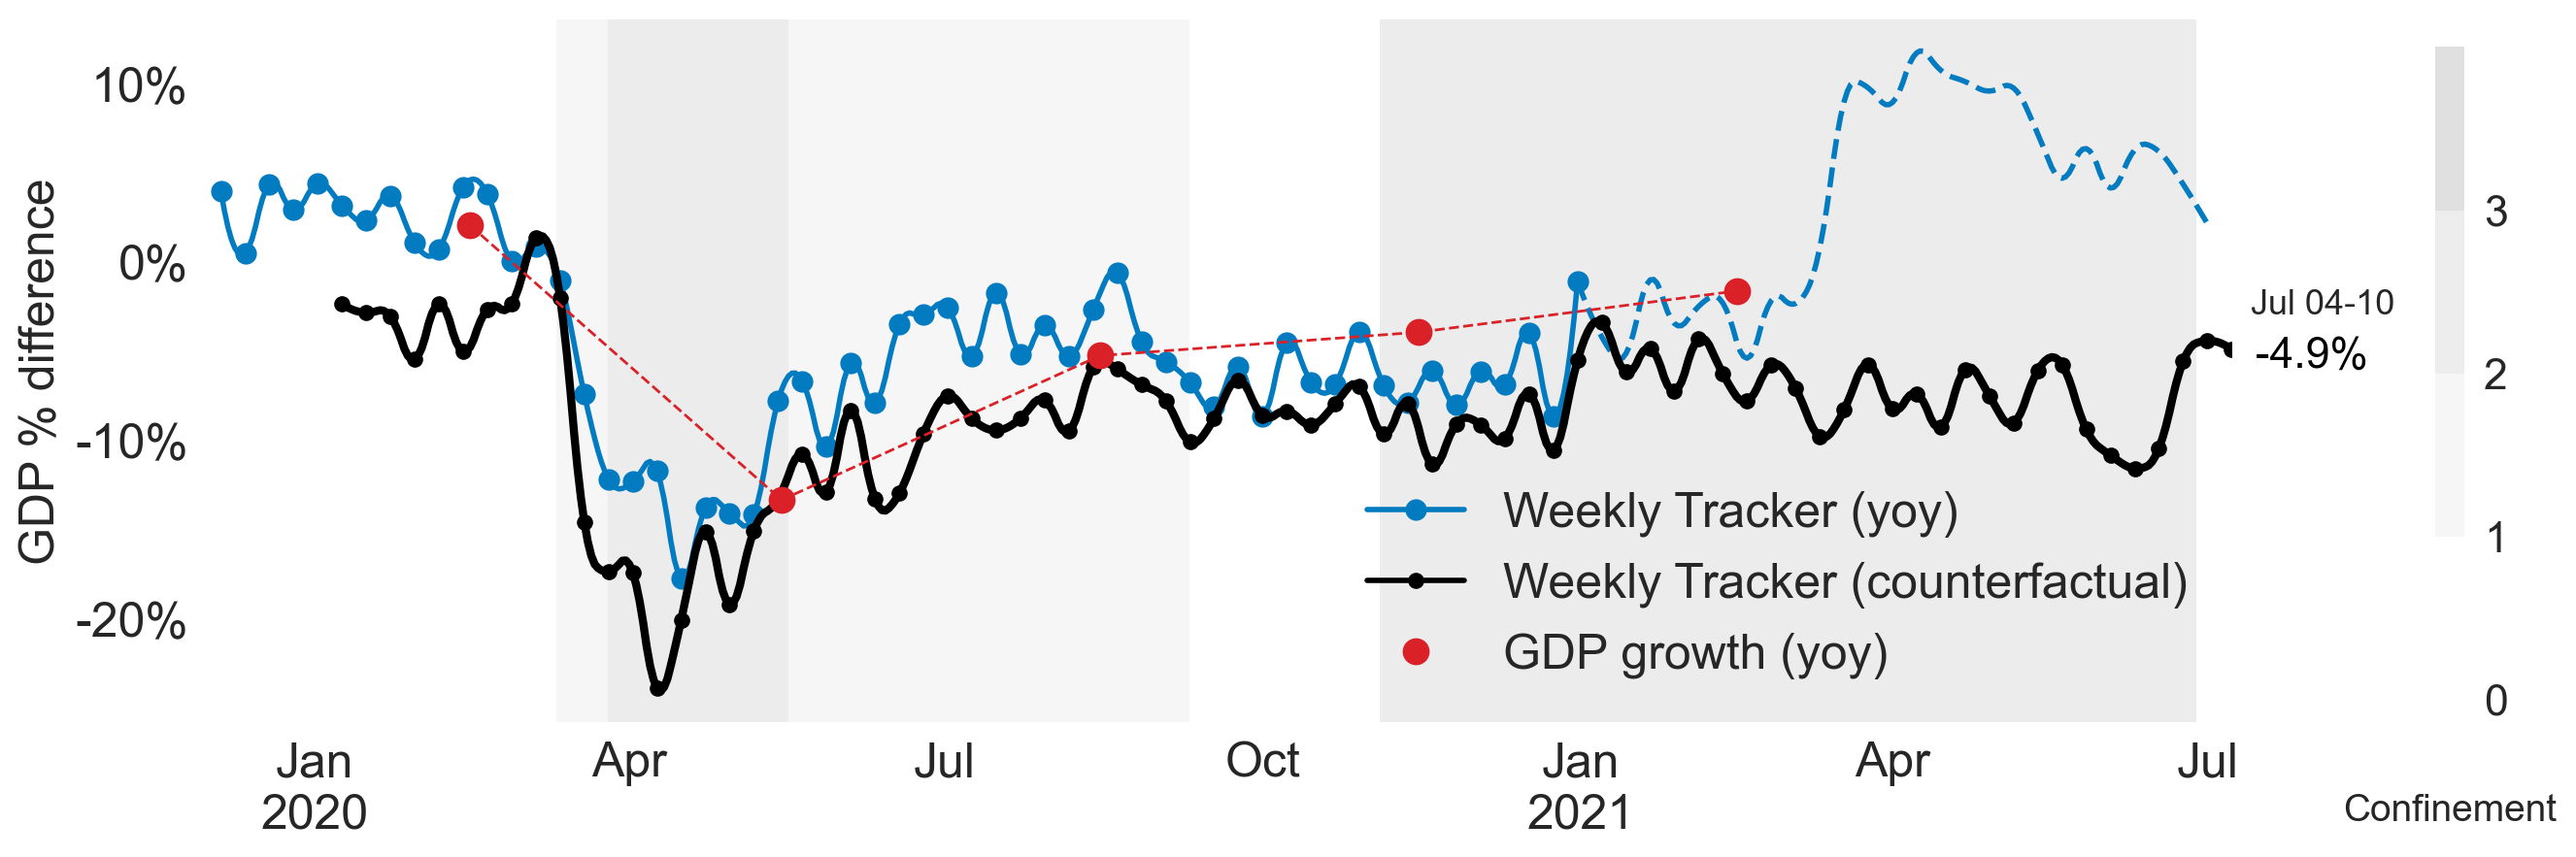 GDP % difference
10%
0%
-10%
-20%
Jan
2020
Apr
Jul
Oct
Jan
2021
Apr
Jul
Weekly Tracker (yoy)
Weekly Tracker (counterfactual)
GDP growth (yoy)
Jul 04-10
-4.9%
3
2
1
0
Confinement